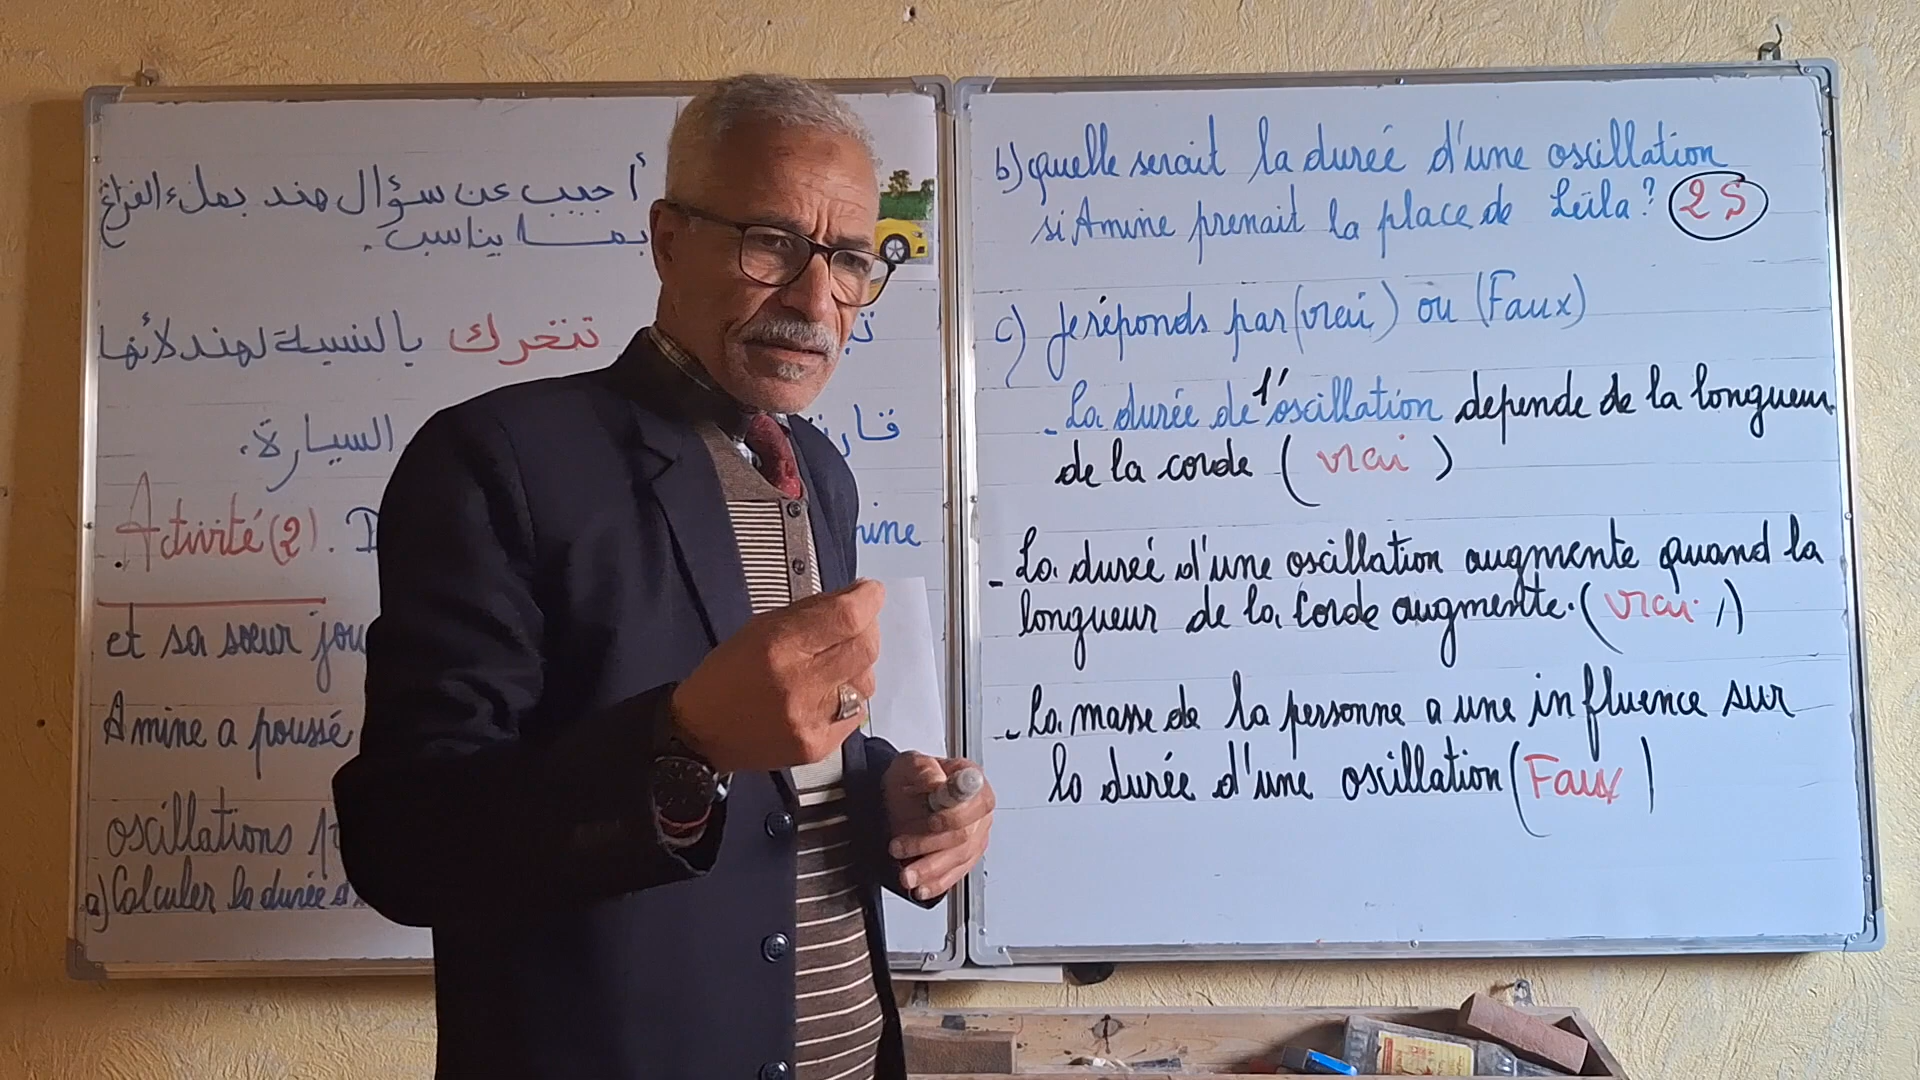 أجيب عن سؤال هند بملء الفراغ
بما يناسب.
تتحرك بالنسبة لهند لأنها
السيارة.
Activité (2).
et sa sœur
Amine a poussé
oscillations
a) Calculer la durée
b) quelle serait la durée d'une oscillation
si Amine prenait la place de Leïla? 2S
c) Je réponds par (vrai) ou (Faux)
- La durée de l'oscillation depende de la longueur
de la corde (vrai)
- La durée d'une oscillation augmente quand la
longueur de la corde augmente. (vrai.)
- La masse de la personne a une influence sur
la durée d'une oscillation (Faux)